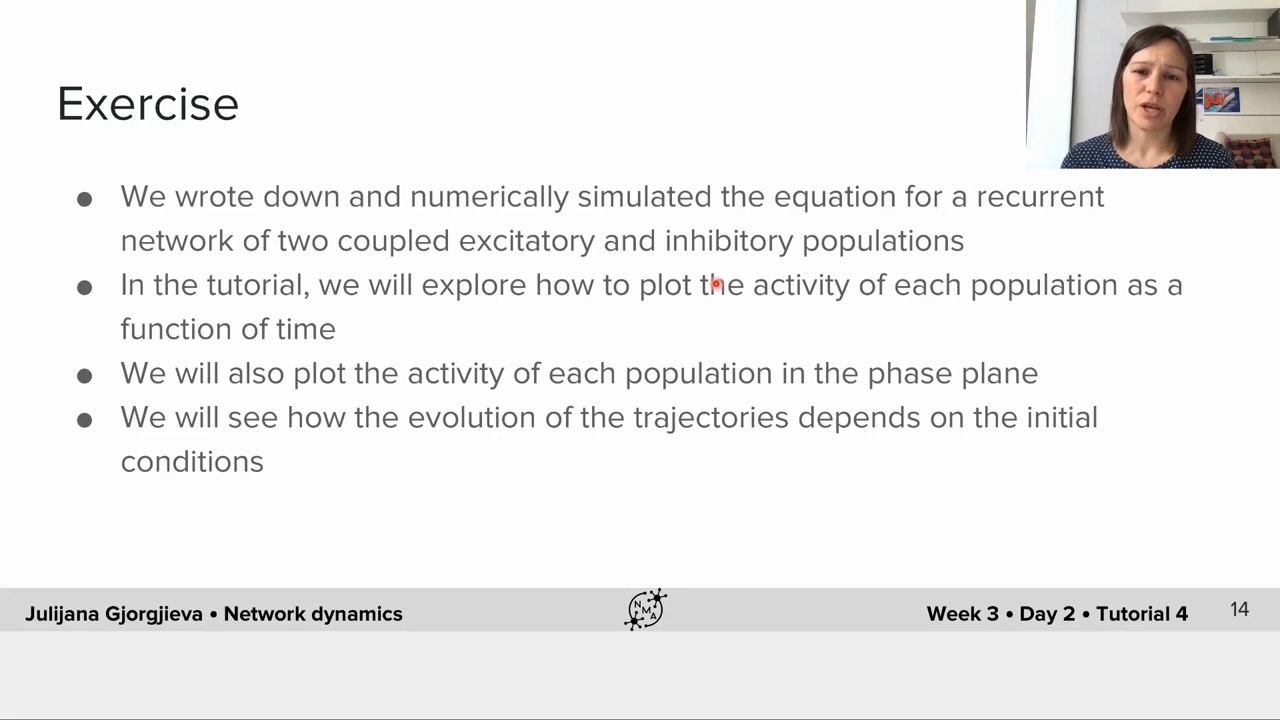 Exercise
● We wrote down and numerically simulated the equation for a recurrent
network of two coupled excitatory and inhibitory populations
● In the tutorial, we will explore how to plot the activity of each population as a
function of time
● We will also plot the activity of each population in the phase plane
● We will see how the evolution of the trajectories depends on the initial
conditions
Julijana Gjorgjieva • Network dynamics
NMA
Week 3 • Day 2 • Tutorial 4
14